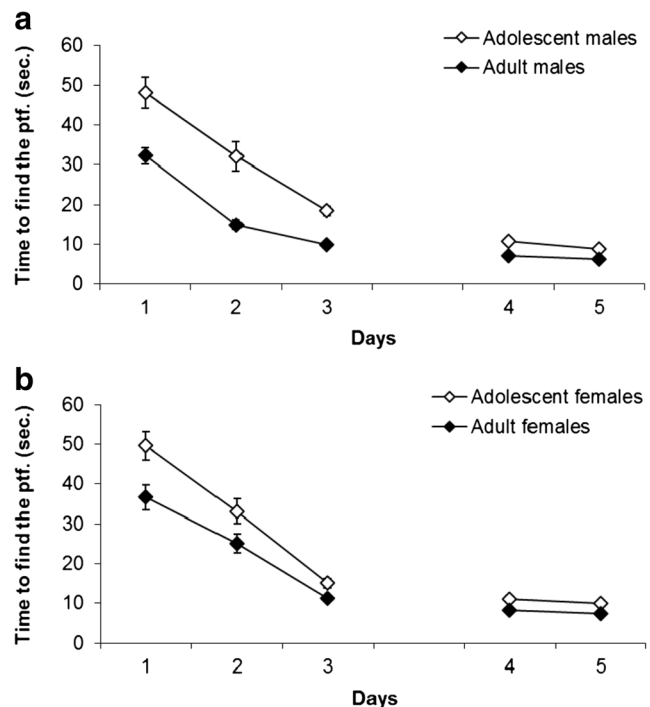 a
Time to find the ptf. (sec.)
60
50
40
30
20
10
0
Adolescent males
Adult males
1 2 3 4 5
Days
b
Time to find the ptf. (sec.)
60
50
40
30
20
10
0
Adolescent females
Adult females
1 2 3 4 5
Days